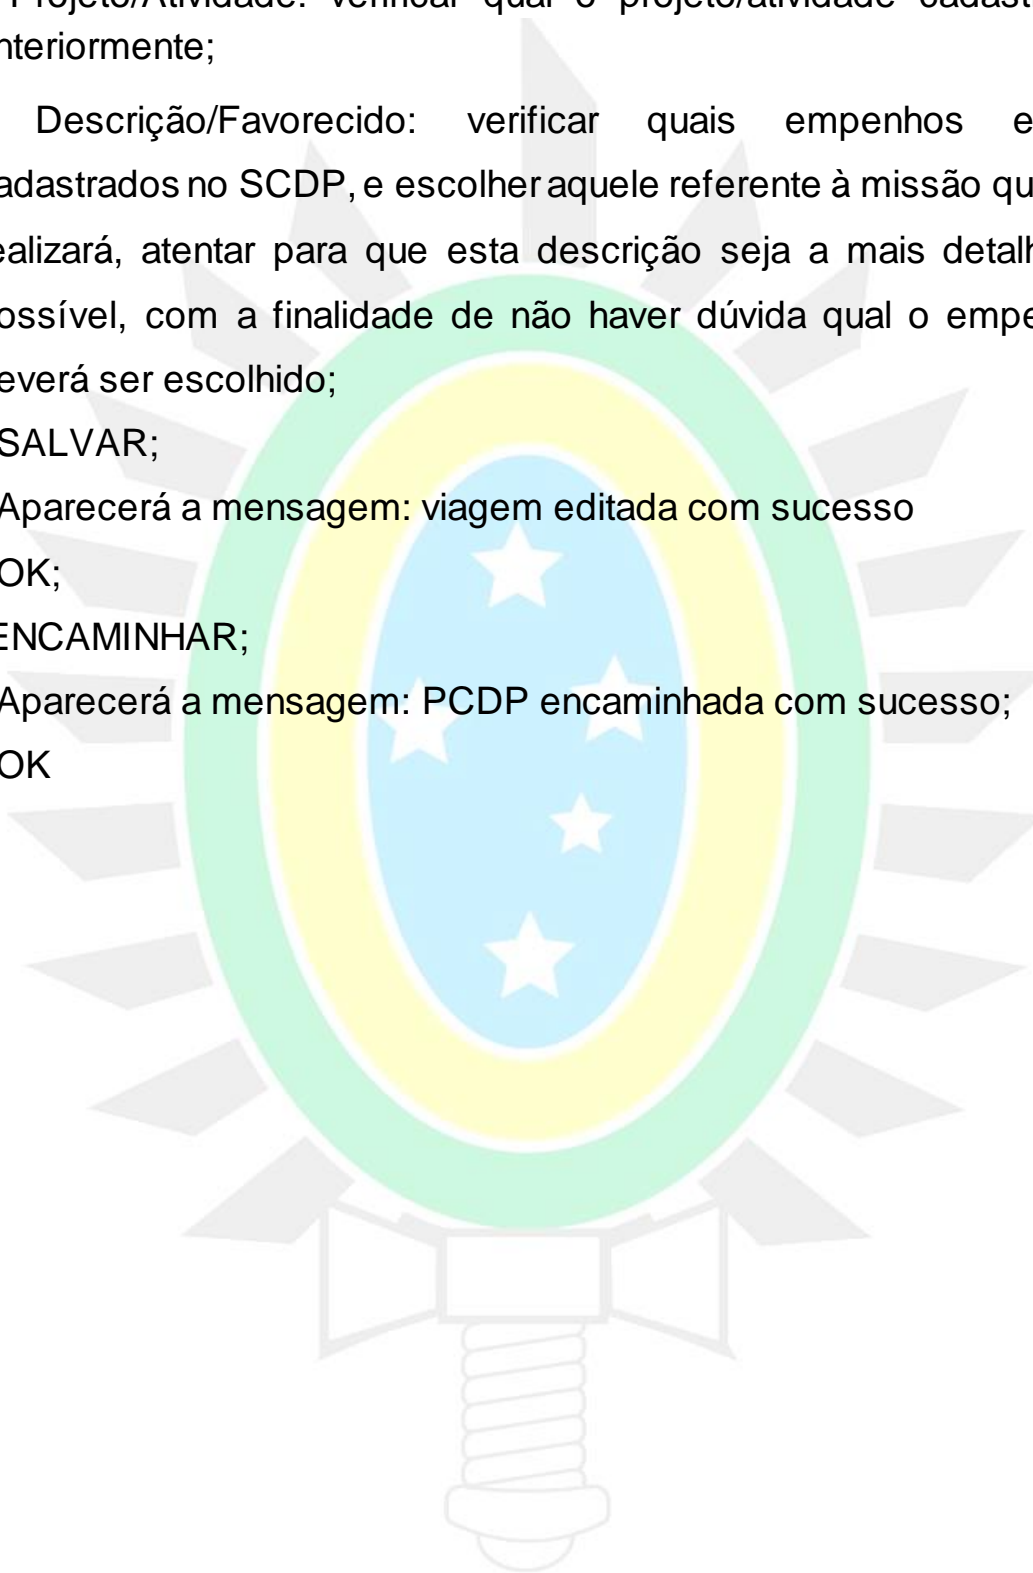 Projeto/Atividade: verificar qual o projeto/atividade cadast
nteriormente;
Descrição/Favorecido: verificar quais empenhos e
adastrados no SCDP, e escolher aquele referente à missão qu
ealizará, atentar para que esta descrição seja a mais detalh
ossível, com a finalidade de não haver dúvida qual o empe
everá ser escolhido;
SALVAR;
Aparecerá a mensagem: viagem editada com sucesso
OK;
ENCAMINHAR;
Aparecerá a mensagem: PCDP encaminhada com sucesso;
OK